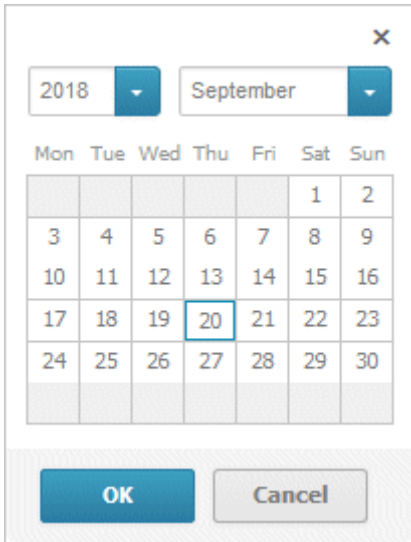 ×
2018 September
Mon Tue Wed Thu Fri Sat Sun
1 2
3 4 5 6 7 8 9
10 11 12 13 14 15 16
17 18 19 20 21 22 23
24 25 26 27 28 29 30
OK Cancel